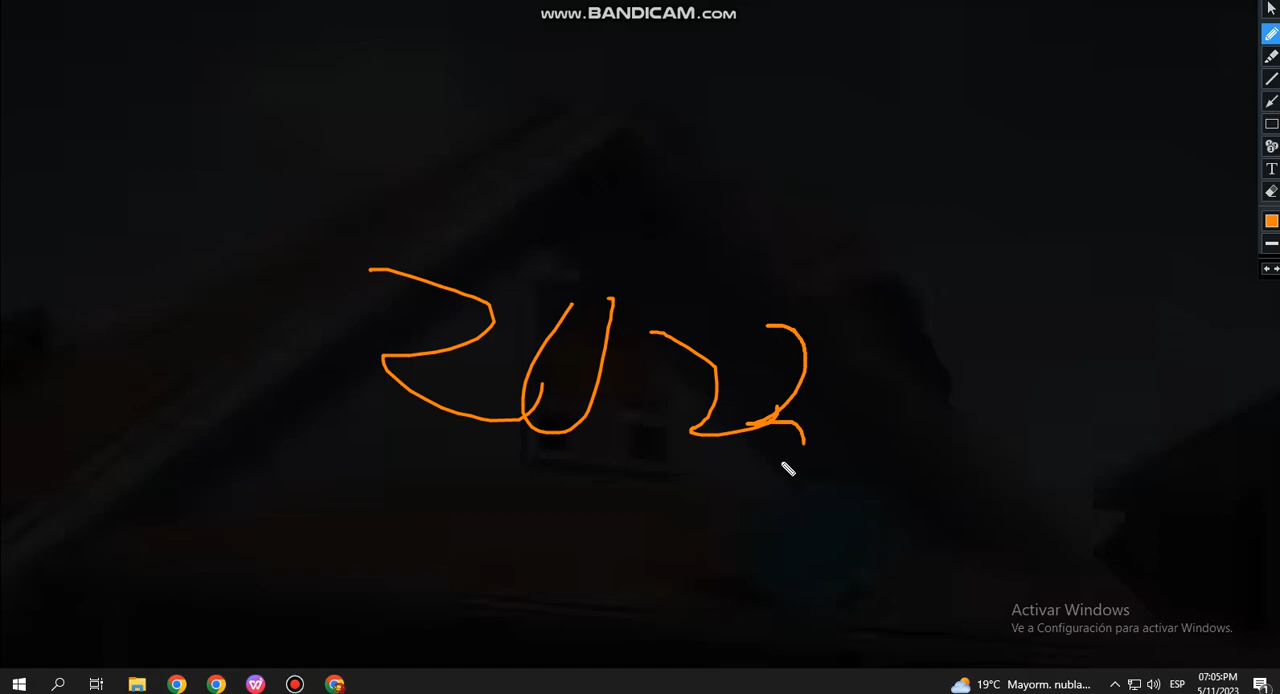 www.BANDICAM.com
2022
Activar Windows
Ve a Configuración para activar Windows.
19°C Mayorm. nubla... ESP 07:05:PM
5/11/2023